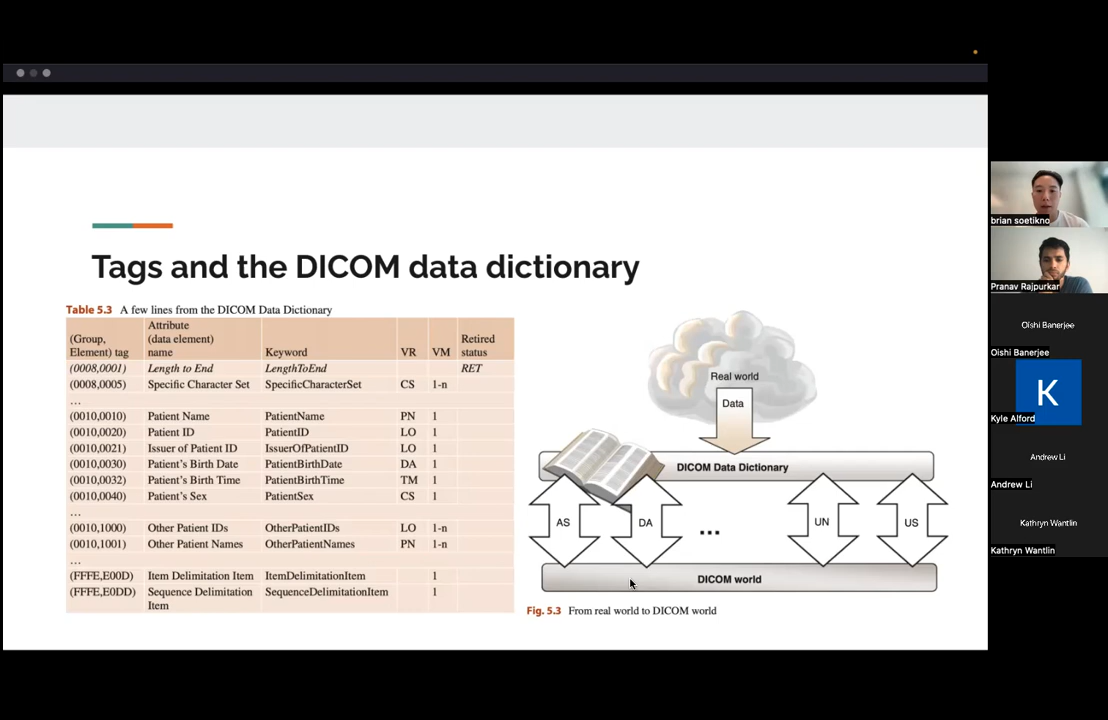 Tags and the DICOM data dictionary
Table 5.3 A few lines from the DICOM Data Dictionary
(Group, Element) tag Attribute (data element) name Keyword VR VM Retired status
(0008,0001) Length to End LengthToEnd RET
(0008,0005) Specific Character Set SpecificCharacterSet CS 1-n
...
(0010,0010) Patient Name PatientName PN 1
(0010,0020) Patient ID PatientID LO 1
(0010,0021) Issuer of Patient ID IssuerOfPatientID LO 1
(0010,0030) Patient's Birth Date PatientBirthDate DA 1
(0010,0032) Patient's Birth Time PatientBirthTime TM 1
(0010,0040) Patient's Sex PatientSex CS 1
...
(0010,1000) Other Patient IDs OtherPatientIDs LO 1-n
(0010,1001) Other Patient Names OtherPatientNames PN 1-n
...
(FFFE,E00D) Item Delimitation Item ItemDelimitationItem 1
(FFFE,E0DD) Sequence Delimitation Item SequenceDelimitationItem 1
Real world
Data
DICOM Data Dictionary
AS DA ... UN US
DICOM world
Fig. 5.3 From real world to DICOM world
brian soetikno
Pranav Rajpurkar
Oishi Banerjee
Oishi Banerjee
K
Kyle Alford
Andrew Li
Andrew Li
Kathryn Wantlin
Kathryn Wantlin